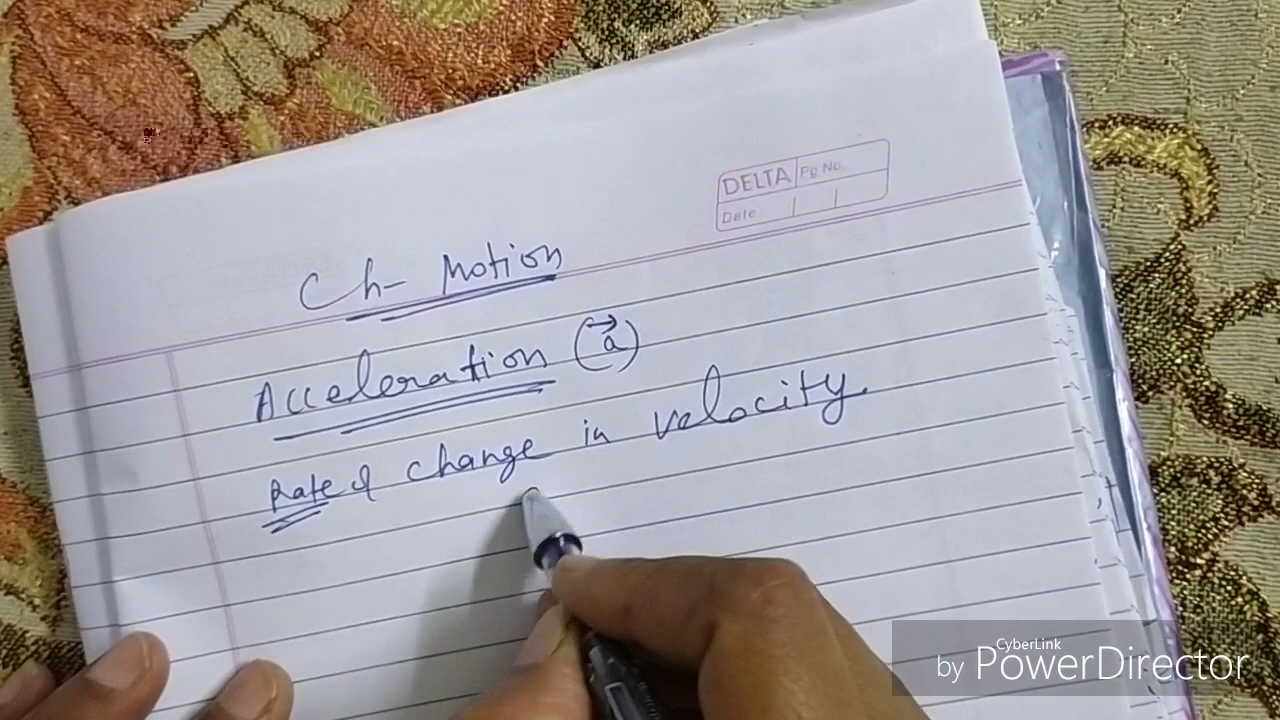 DELTA Pg No.
Date
Ch- Motion
Acceleration (a⃗)
Rate of change in velocity.
CyberLink
by PowerDirector